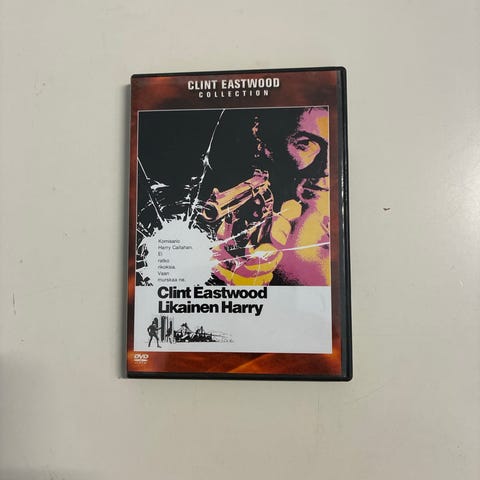 CLINT EASTWOOD
COLLECTION
Komisario
Harry Callahan.
Ei
ratko
rikoksia.
Vaan
murskaa ne.
Clint Eastwood
Likainen Harry
DVD